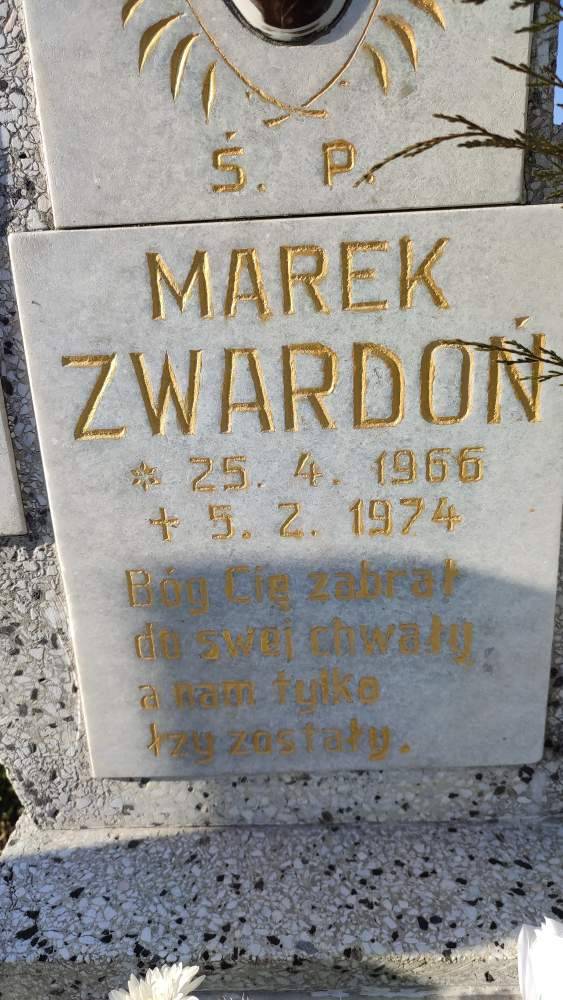 Ś. P.
MAREK
ZWARDOŃ
* 25. 4. 1966
+ 5. 2. 1974
Bóg Cię zabrał
do swej chwały
a nam tylko
łzy zostały.